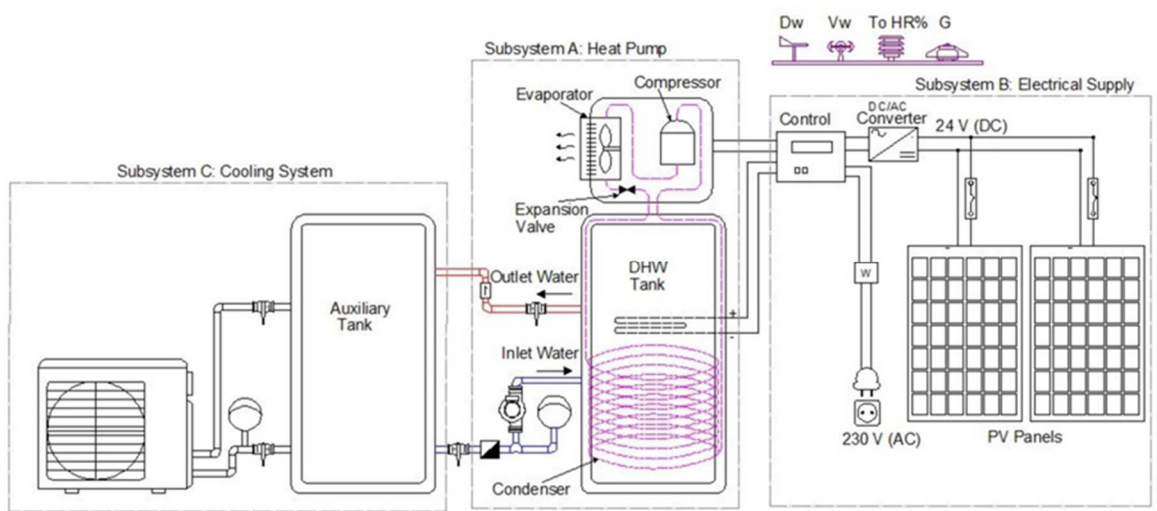 Dw Vw To HR% G
Subsystem A: Heat Pump
Compressor
Evaporator
Expansion
Valve
Subsystem B: Electrical Supply
Control
DC/AC
Converter
24 V (DC)
W
230 V (AC)
PV Panels
Subsystem C: Cooling System
Auxiliary
Tank
Outlet Water
Inlet Water
DHW
Tank
+
-
Condenser